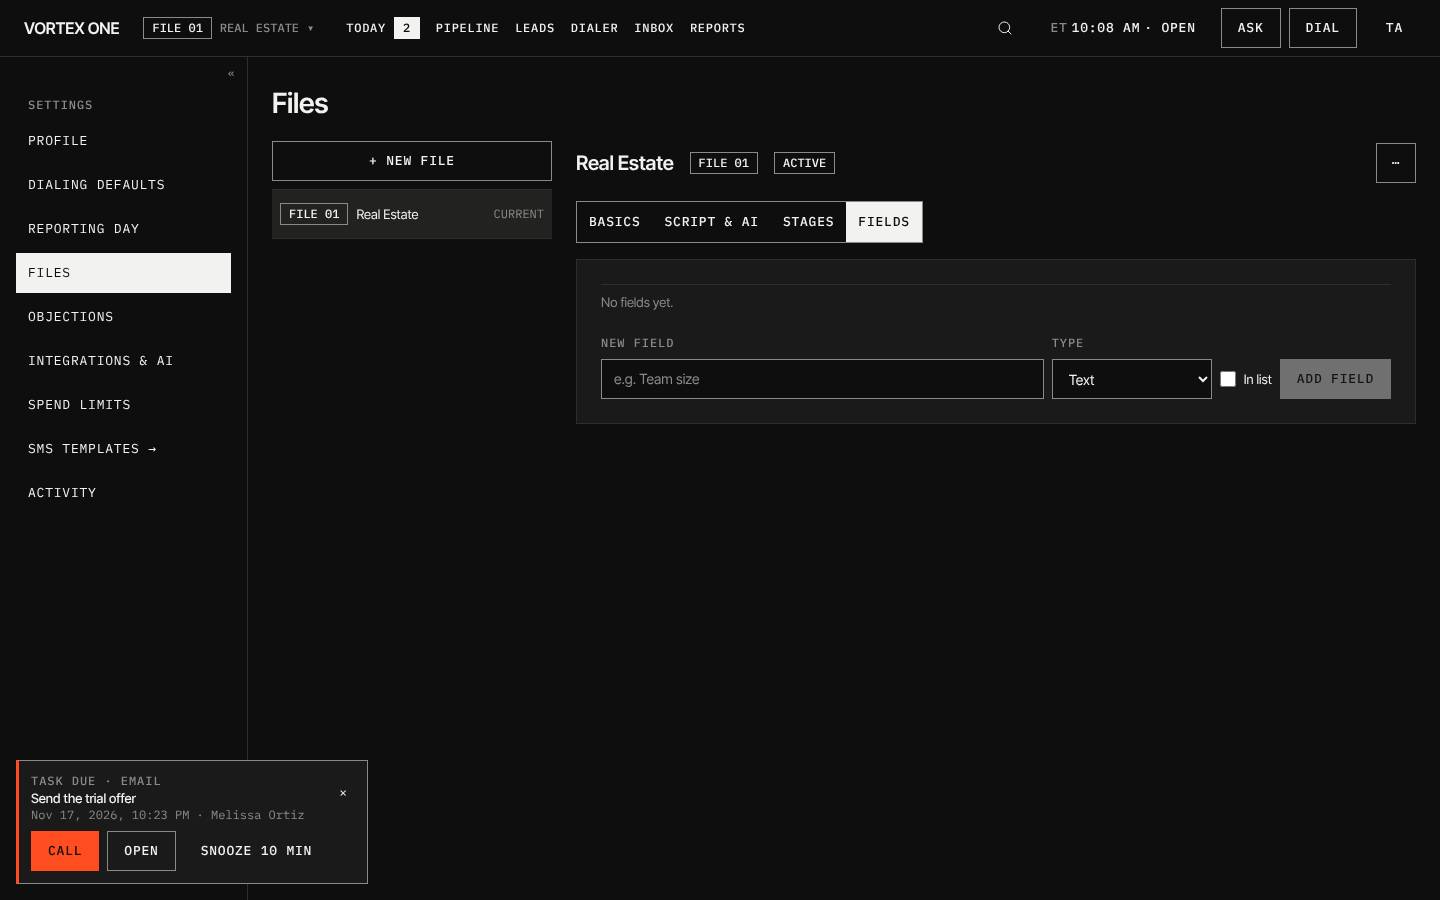 VORTEX ONE FILE 01 REAL ESTATE ▾ TODAY 2 PIPELINE LEADS DIALER INBOX REPORTS ET 10:08 AM · OPEN ASK DIAL TA
«
SETTINGS
PROFILE
DIALING DEFAULTS
REPORTING DAY
FILES
OBJECTIONS
INTEGRATIONS & AI
SPEND LIMITS
SMS TEMPLATES →
ACTIVITY
Files
+ NEW FILE
FILE 01 Real Estate CURRENT
Real Estate FILE 01 ACTIVE ⋯
BASICS SCRIPT & AI STAGES FIELDS
No fields yet.
NEW FIELD TYPE
e.g. Team size Text In list ADD FIELD
TASK DUE · EMAIL
×
Send the trial offer
Nov 17, 2026, 10:23 PM · Melissa Ortiz
CALL OPEN SNOOZE 10 MIN